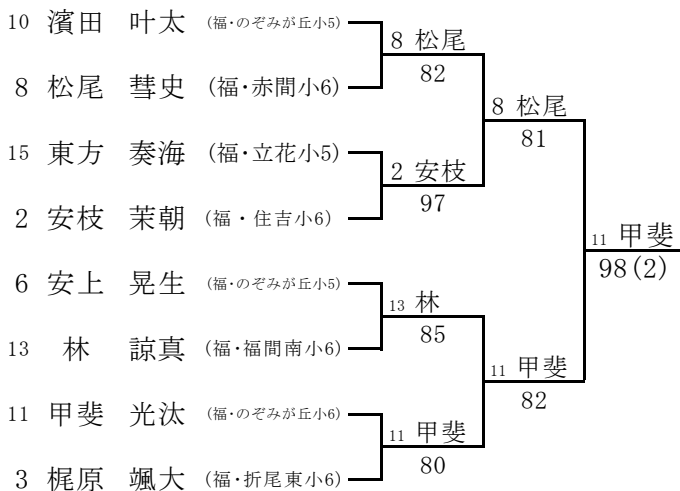 10 濱田 叶太 (福・のぞみが丘小5)
8 松尾 彗史 (福・赤間小6)
15 東方 奏海 (福・立花小5)
2 安枝 茉朝 (福・住吉小6)
6 安上 晃生 (福・のぞみが丘小5)
13 林 諒真 (福・福間南小6)
11 甲斐 光汰 (福・のぞみが丘小6)
3 梶原 颯大 (福・折尾東小6)
8 松尾
82
2 安枝
97
13 林
85
11 甲斐
80
8 松尾
81
11 甲斐
82
11 甲斐
98(2)